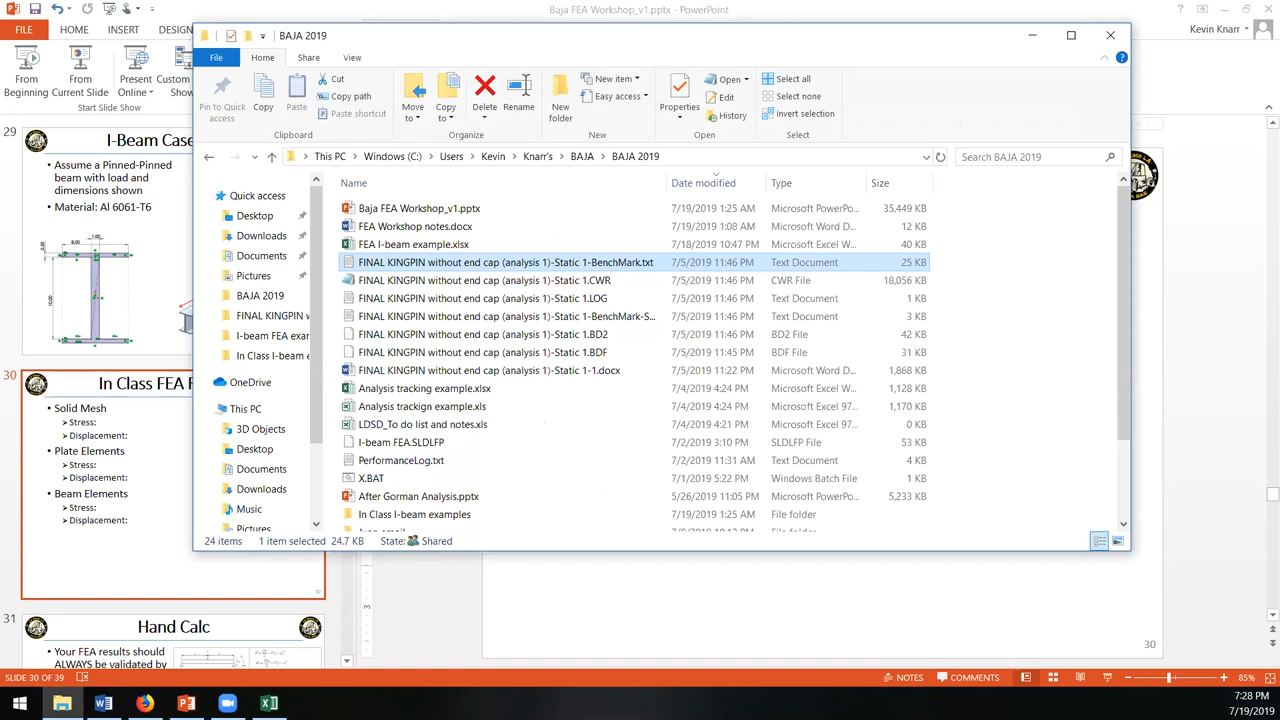 Baja FEA Workshop_v1.pptx - PowerPoint
FILE
HOME
INSERT
DESIGN
Kevin Knarr
From Beginning
From Current Slide
Present Online
Custom Show
Start Slide Show
BAJA 2019
File
Home
Share
View
Pin to Quick access
Copy
Paste
Cut
Copy path
Paste shortcut
Clipboard
Move to
Copy to
Delete
Rename
Organize
New folder
New item
Easy access
New
Properties
Open
Edit
History
Open
Select all
Select none
Invert selection
Select
This PC > Windows (C:) > Users > Kevin > Knarr's > BAJA > BAJA 2019
Search BAJA 2019
Quick access
Desktop
Downloads
Documents
Pictures
BAJA 2019
FINAL KINGPIN w
I-beam FEA exar
In Class I-beam e
OneDrive
This PC
3D Objects
Desktop
Documents
Downloads
Music
Pictures
Name Date modified Type Size
Baja FEA Workshop_v1.pptx 7/19/2019 1:25 AM Microsoft PowerPo... 35,449 KB
FEA Workshop notes.docx 7/19/2019 1:08 AM Microsoft Word D... 12 KB
FEA I-beam example.xlsx 7/18/2019 10:47 PM Microsoft Excel W... 40 KB
FINAL KINGPIN without end cap (analysis 1)-Static 1-BenchMark.txt 7/5/2019 11:46 PM Text Document 25 KB
FINAL KINGPIN without end cap (analysis 1)-Static 1.CWR 7/5/2019 11:46 PM CWR File 18,056 KB
FINAL KINGPIN without end cap (analysis 1)-Static 1.LOG 7/5/2019 11:46 PM Text Document 1 KB
FINAL KINGPIN without end cap (analysis 1)-Static 1-BenchMark-S... 7/5/2019 11:46 PM Text Document 3 KB
FINAL KINGPIN without end cap (analysis 1)-Static 1.BD2 7/5/2019 11:46 PM BD2 File 42 KB
FINAL KINGPIN without end cap (analysis 1)-Static 1.BDF 7/5/2019 11:45 PM BDF File 31 KB
FINAL KINGPIN without end cap (analysis 1)-Static 1-1.docx 7/5/2019 11:22 PM Microsoft Word D... 1,868 KB
Analysis tracking example.xlsx 7/4/2019 4:24 PM Microsoft Excel W... 1,128 KB
Analysis trackign example.xls 7/4/2019 4:24 PM Microsoft Excel 97... 1,170 KB
LDSD_To do list and notes.xls 7/4/2019 4:21 PM Microsoft Excel 97... 0 KB
I-beam FEA.SLDLFP 7/2/2019 3:10 PM SLDLFP File 53 KB
PerformanceLog.txt 7/2/2019 11:31 AM Text Document 4 KB
X.BAT 7/1/2019 5:22 PM Windows Batch File 1 KB
After Gorman Analysis.pptx 5/26/2019 11:05 PM Microsoft PowerPo... 5,233 KB
In Class I-beam examples 7/19/2019 1:25 AM File folder
24 items 1 item selected 24.7 KB State: Shared
29
I-Beam Case
• Assume a Pinned-Pinned
beam with load and
dimensions shown
• Material: Al 6061-T6
30
In Class FEA
• Solid Mesh
➢ Stress:
➢ Displacement:
• Plate Elements
➢ Stress:
➢ Displacement:
• Beam Elements
➢ Stress:
➢ Displacement:
31
Hand Calc
• Your FEA results should
ALWAYS be validated by
30
SLIDE 30 OF 39
NOTES
COMMENTS
85%
7:28 PM
7/19/2019